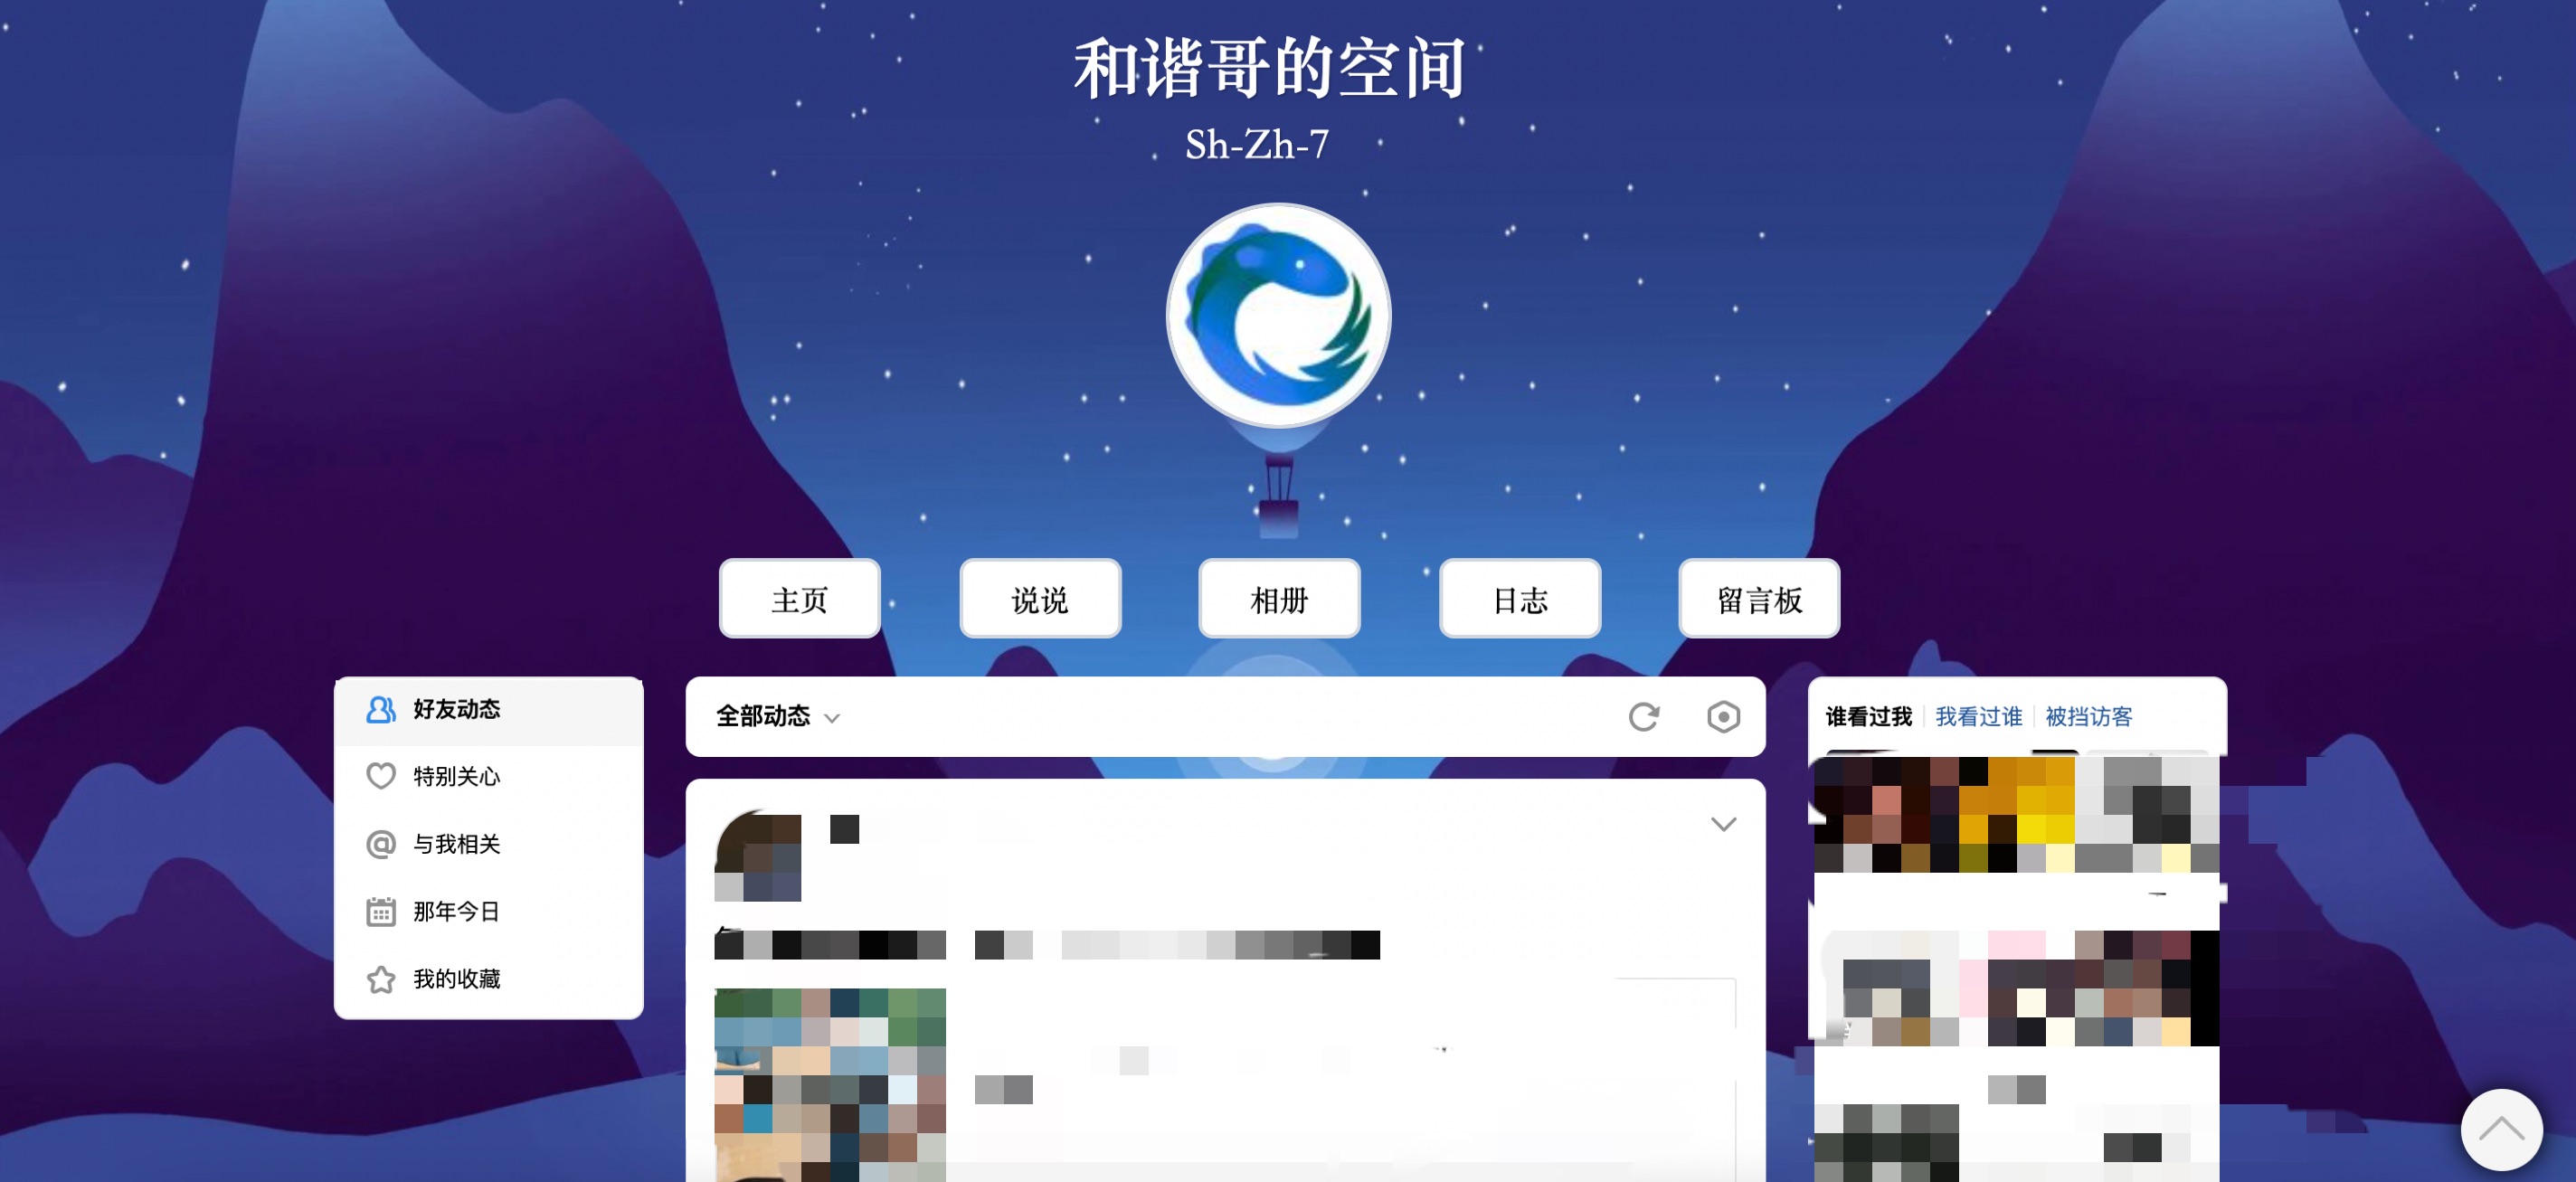 和谐哥的空间
Sh-Zh-7
主页 说说 相册 日志 留言板
好友动态
特别关心
与我相关
那年今日
我的收藏
全部动态
谁看过我 我看过谁 被挡访客